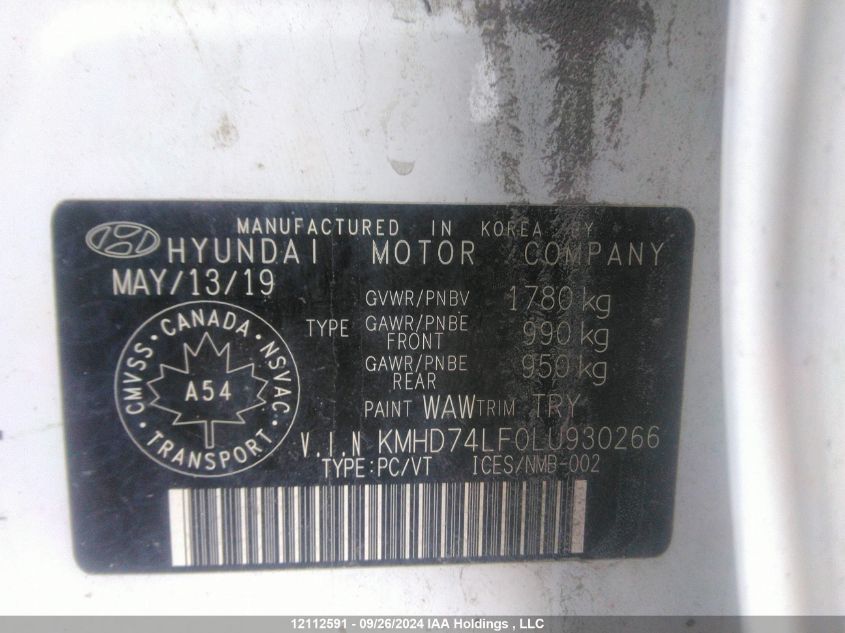 MANUFACTURED IN KOREA BY
HYUNDAI MOTOR COMPANY
MAY/13/19
GVWR/PNBV 1780 kg
TYPE GAWR/PNBE FRONT 990 kg
GAWR/PNBE REAR 950 kg
PAINT WAW TRIM TRY
V.I.N KMHD74LF0LU930266
TYPE:PC/VT ICES/NMB-002
CMVSS · CANADA · NSVAC
A54
TRANSPORT
12112591 - 09/26/2024 IAA Holdings , LLC